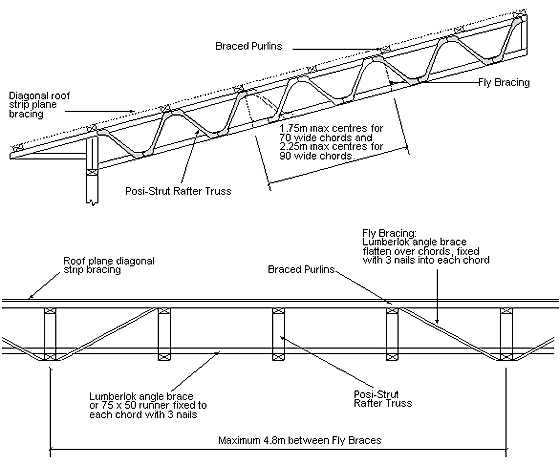 Braced Purlins
Diagonal roof
strip plane
bracing
Fly Bracing
1.75m max centres for
70 wide chords and
2.25m max centres for
90 wide chords.
Posi-Strut Rafter Truss
Fly Bracing:
Lumberlok angle brace
flatten over chords, fixed
with 3 nails into each chord
Roof plane diagonal
strip bracing
Braced Purlins
Lumberlok angle brace
or 75 x 50 runner fixed to
each chord with 3 nails
Posi-Strut
Rafter Truss
Maximum 4.8m between Fly Braces